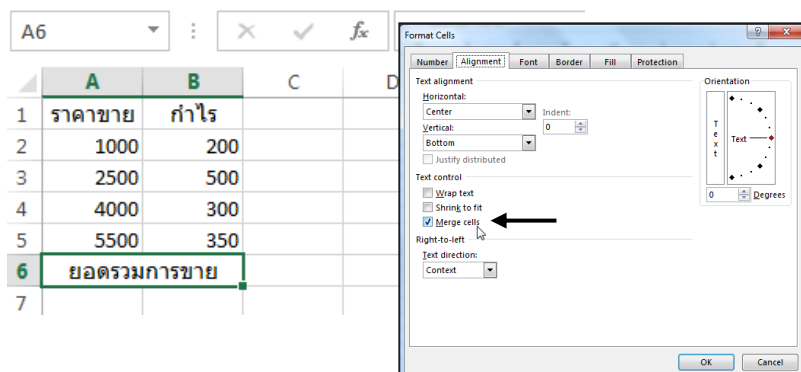 A6
fx
A B C D
1 ราคาขาย กำไร
2 1000 200
3 2500 500
4 4000 300
5 5500 350
6 ยอดรวมการขาย
7
Format Cells
Number Alignment Font Border Fill Protection
Text alignment
Horizontal:
Center
Indent:
0
Vertical:
Bottom
Justify distributed
Text control
Wrap text
Shrink to fit
Merge cells
Right-to-left
Text direction:
Context
Orientation
Text
Text
0 Degrees
OK Cancel